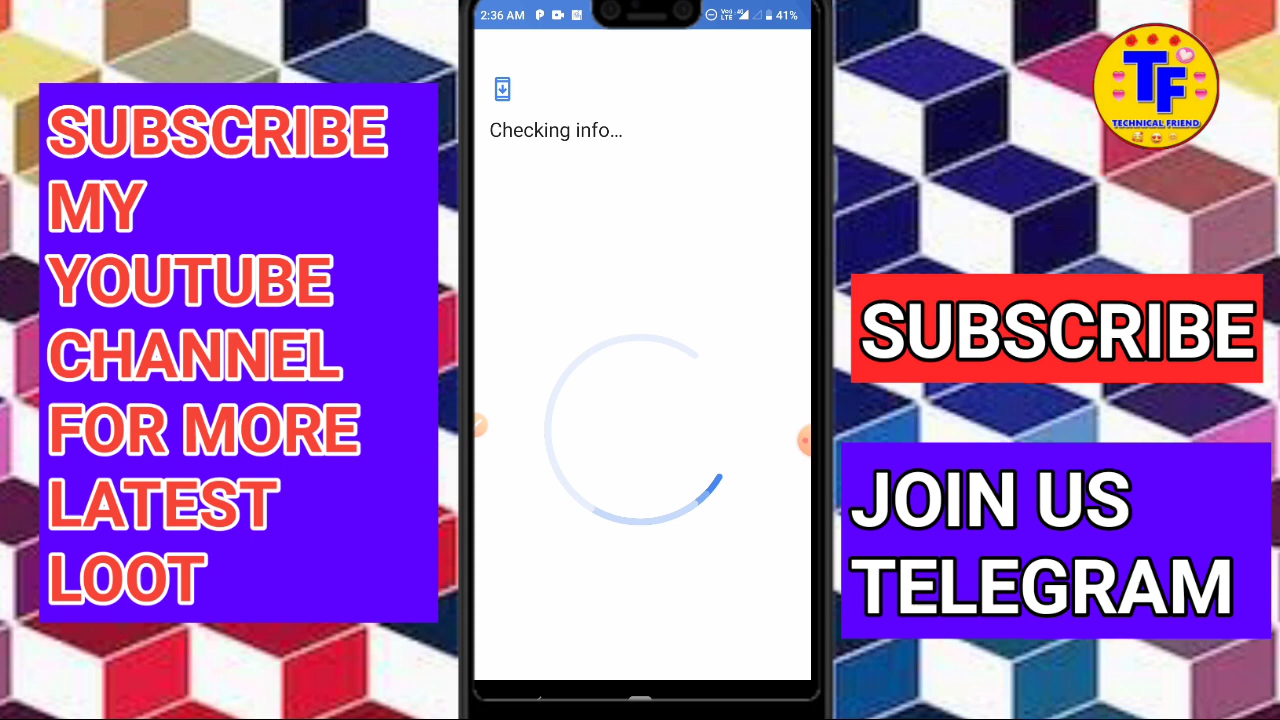 SUBSCRIBE
MY
YOUTUBE
CHANNEL
FOR MORE
LATEST
LOOT
2:36 AM
41%
Checking info…
TF
TECHNICAL FRIEND
SUBSCRIBE
JOIN US
TELEGRAM